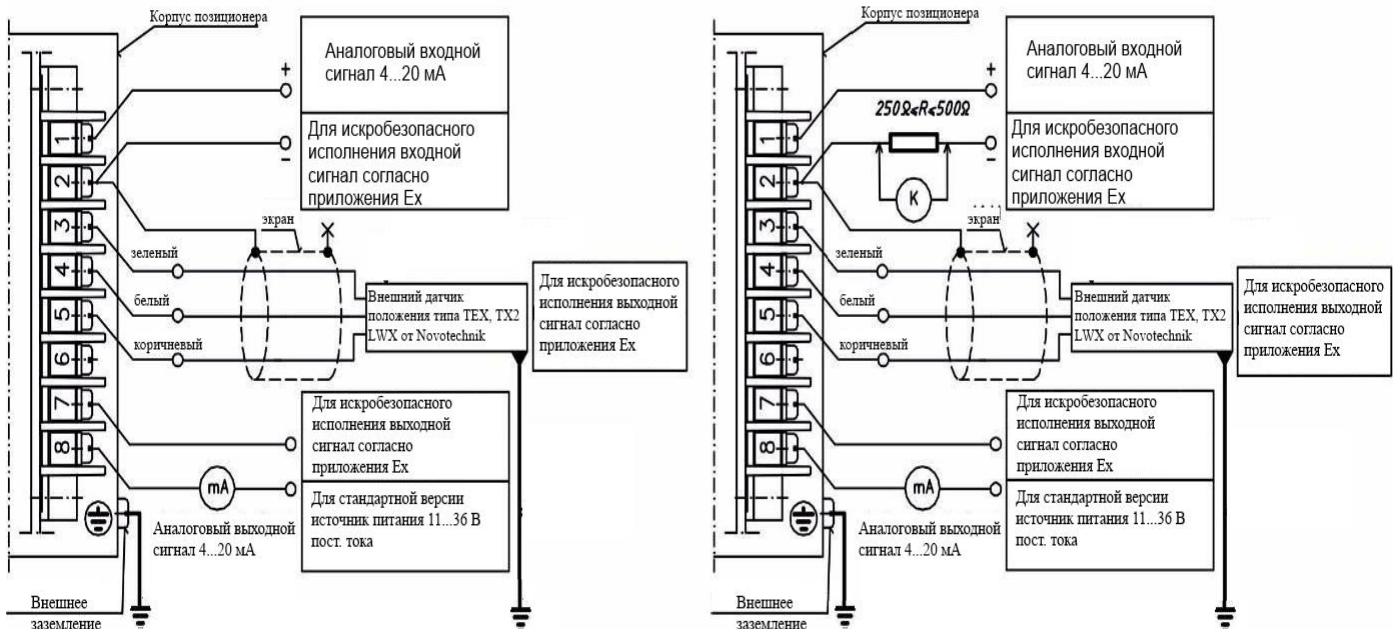 Корпус позиционера
Аналоговый входной
сигнал 4...20 мА
+
−
Для искробезопасного
исполнения входной
сигнал согласно
приложения Ex
1
2
3
4
5
6
7
8
экран
зеленый
белый
коричневый
Внешний датчик
положения типа TEX, TX2
LWX от Novotechnik
Для искробезопасного
исполнения выходной
сигнал согласно
приложения Ex
Для искробезопасного
исполнения выходной
сигнал согласно
приложения Ex
mA
Аналоговый выходной
сигнал 4...20 мА
Для стандартной версии
источник питания 11...36 В
пост. тока
Внешнее
заземление
Корпус позиционера
Аналоговый входной
сигнал 4...20 мА
+
−
250Ω≤R≤500Ω
K
Для искробезопасного
исполнения входной
сигнал согласно
приложения Ex
1
2
3
4
5
6
7
8
экран
зеленый
белый
коричневый
Внешний датчик
положения типа TEX, TX2
LWX от Novotechnik
Для искробезопасного
исполнения выходной
сигнал согласно
приложения Ex
Для искробезопасного
исполнения выходной
сигнал согласно
приложения Ex
mA
Аналоговый выходной
сигнал 4...20 мА
Для стандартной версии
источник питания 11...36 В
пост. тока
Внешнее
заземление